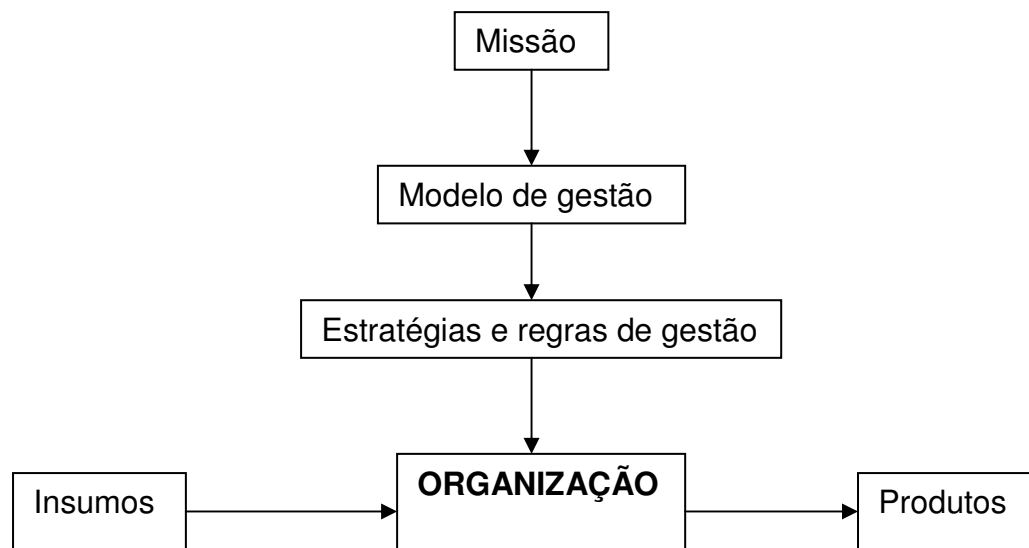 Missão
Modelo de gestão
Estratégias e regras de gestão
ORGANIZAÇÃO
Insumos
Produtos